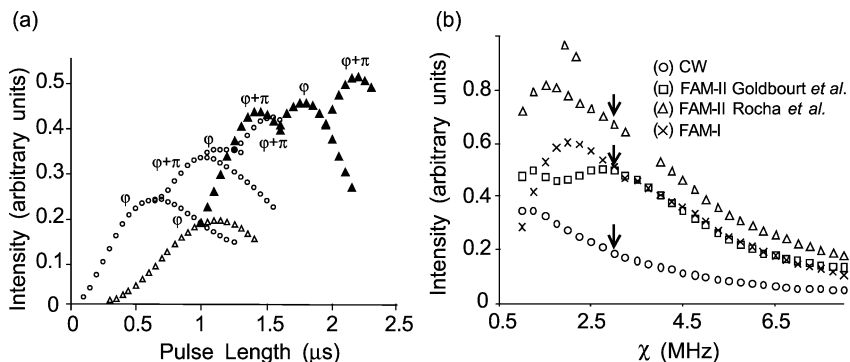 (a)
Intensity (arbitrary units)
0.5
0.4
0.3
0.2
0.1
0
φ
φ+π
φ
φ
φ+π
φ+π
φ
φ+π
0 0.5 1.0 1.5 2.0 2.5
Pulse Length (μs)
(b)
Intensity (arbitrary units)
0.8
0.6
0.4
0.2
0
(○) CW
(□) FAM-II Goldbourt et al.
(△) FAM-II Rocha et al.
(×) FAM-I
0.5 2.5 4.5 6.5
χ (MHz)